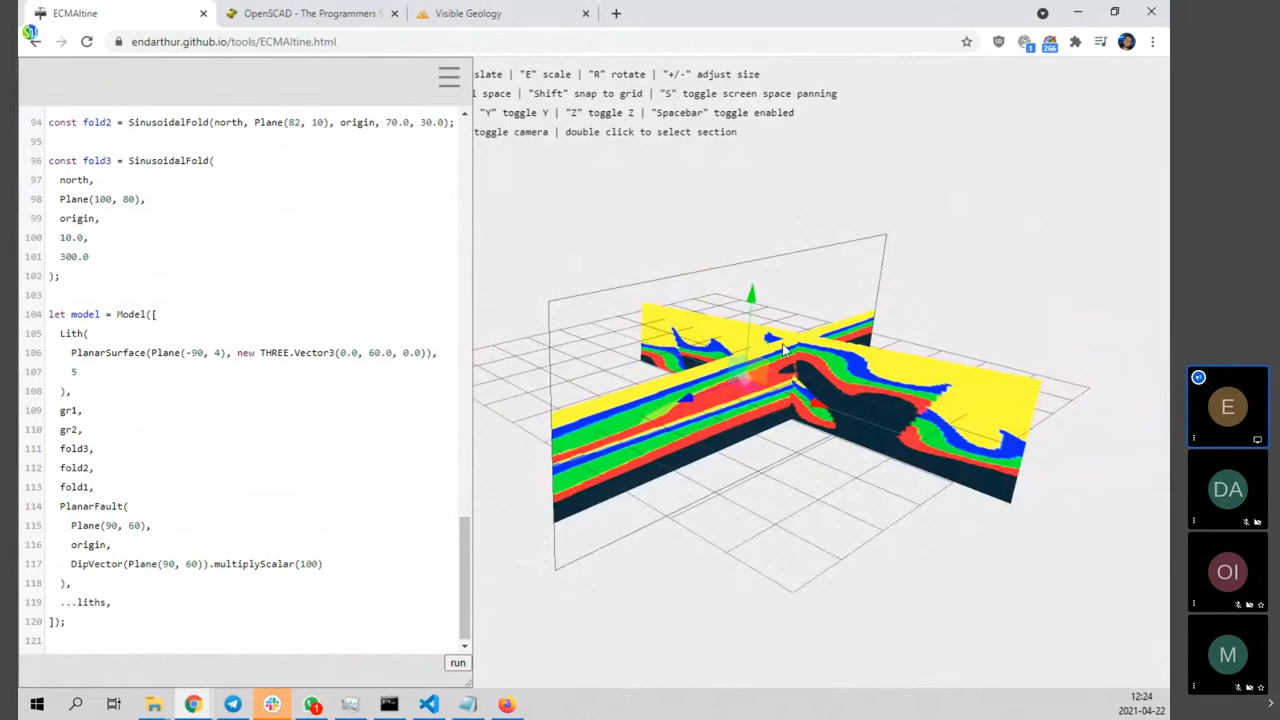 ECMAltine
OpenSCAD - The Programmers S
Visible Geology
endarthur.github.io/tools/ECMAltine.html
1
266
slate | "E" scale | "R" rotate | "+/-" adjust size
l space | "Shift" snap to grid | "S" toggle screen space panning
"Y" toggle Y | "Z" toggle Z | "Spacebar" toggle enabled
toggle camera | double click to select section
94 const fold2 = SinusoidalFold(north, Plane(82, 10), origin, 70.0, 30.0);
95
96 const fold3 = SinusoidalFold(
97 north,
98 Plane(100, 80),
99 origin,
100 10.0,
101 300.0
102 );
103
104 let model = Model([
105 Lith(
106 PlanarSurface(Plane(-90, 4), new THREE.Vector3(0.0, 60.0, 0.0)),
107 5
108 ),
109 gr1,
110 gr2,
111 fold3,
112 fold2,
113 fold1,
114 PlanarFault(
115 Plane(90, 60),
116 origin,
117 DipVector(Plane(90, 60)).multiplyScalar(100)
118 ),
119 ...liths,
120 ]);
121
run
E
DA
OI
M
1
12:24
2021-04-22